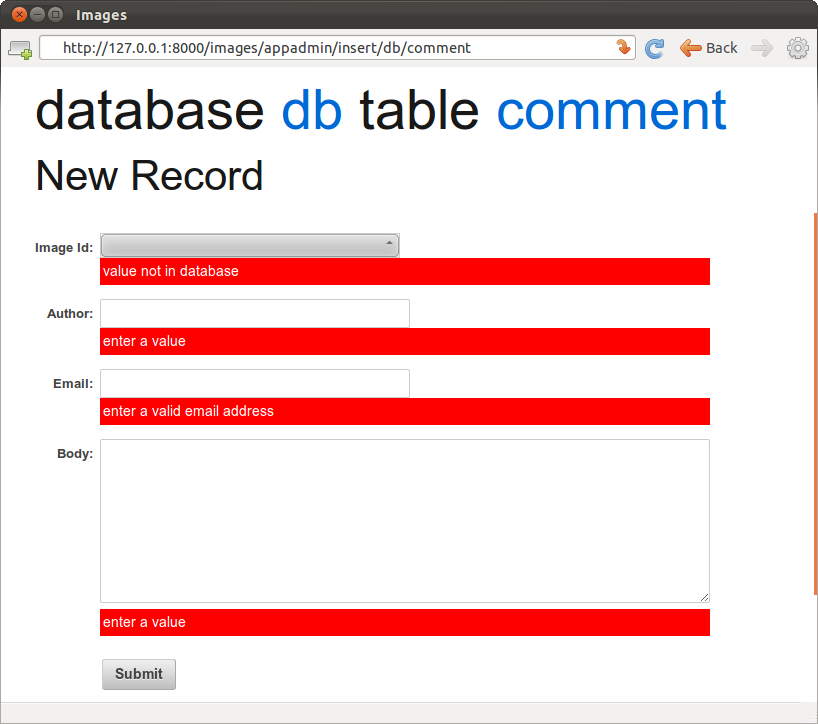 Images
http://127.0.0.1:8000/images/appadmin/insert/db/comment
Back
database db table comment
New Record
Image Id:
value not in database
Author:
enter a value
Email:
enter a valid email address
Body:
enter a value
Submit